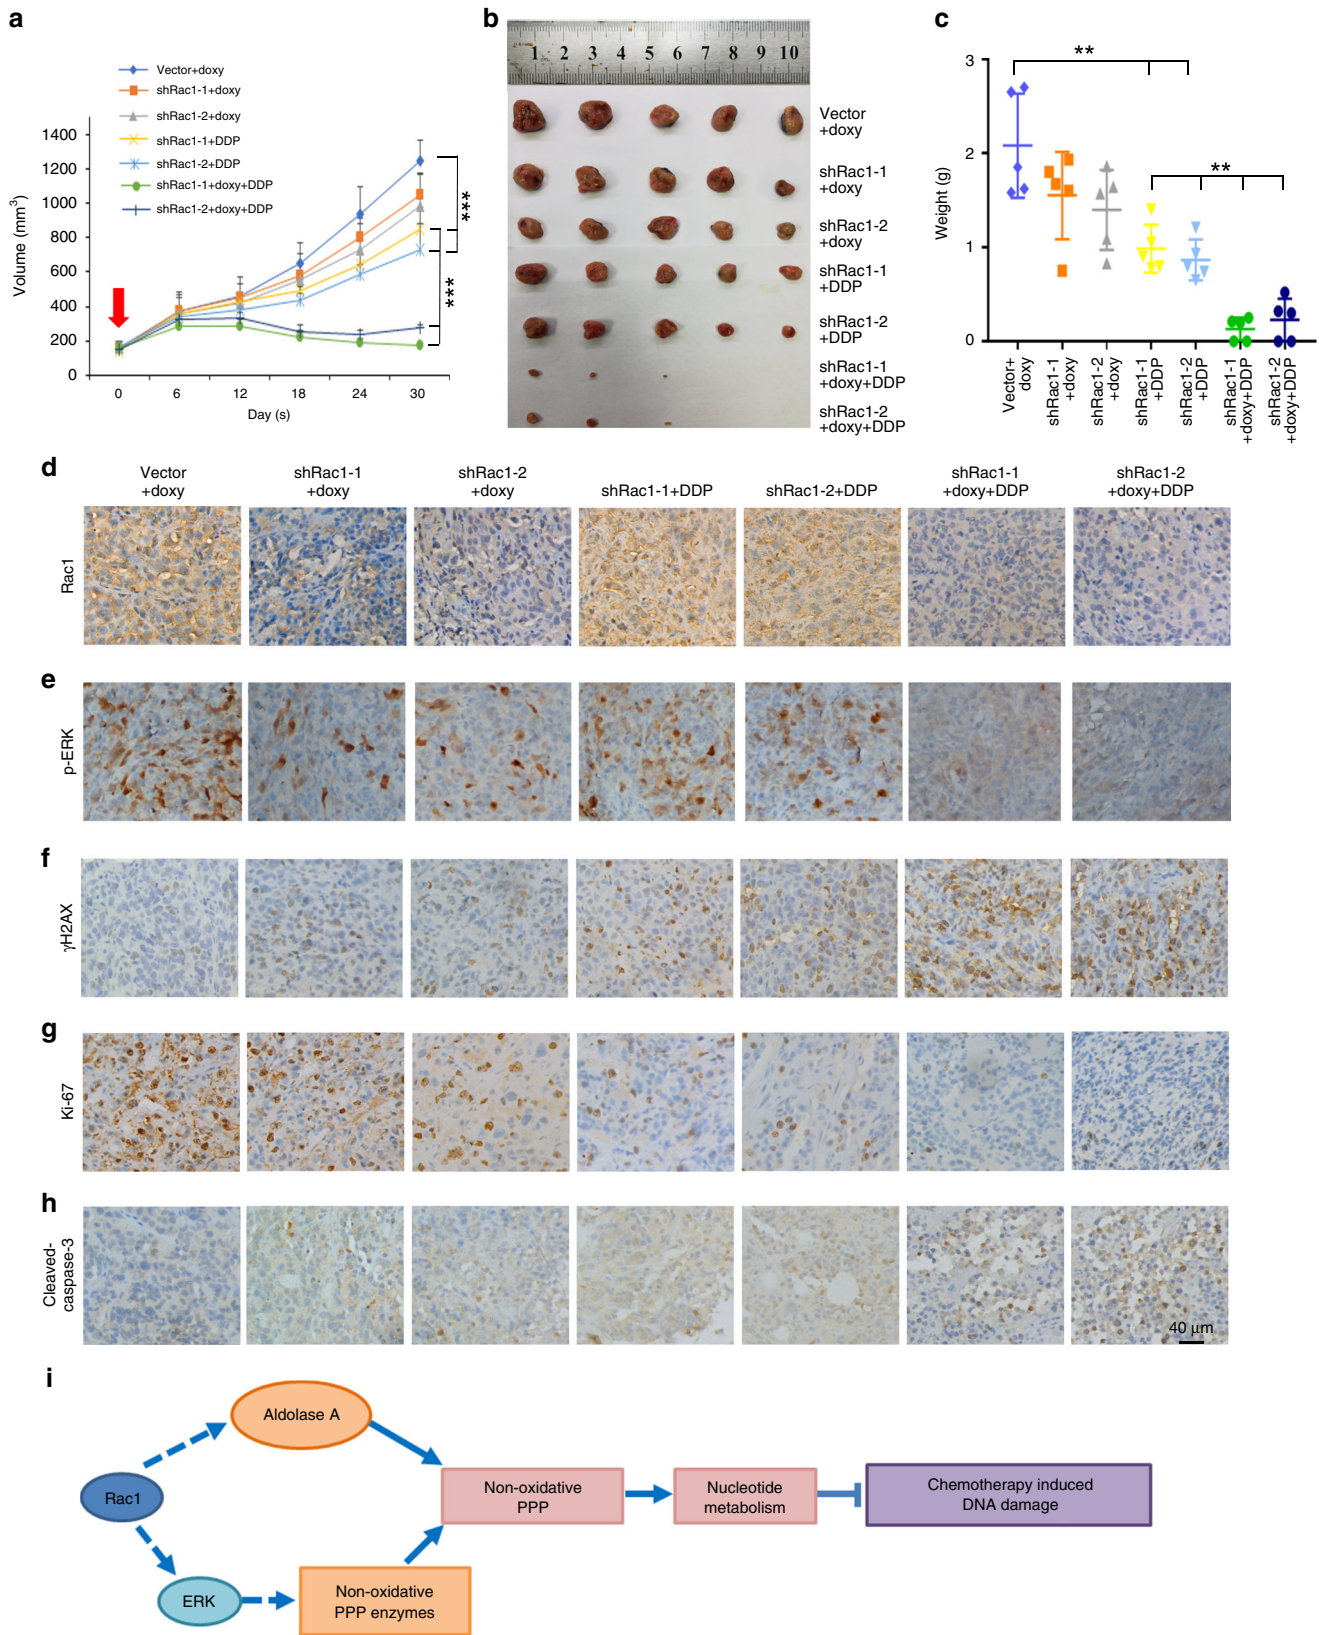 a
Vector+doxy
shRac1-1+doxy
shRac1-2+doxy
shRac1-1+DDP
shRac1-2+DDP
shRac1-1+doxy+DDP
shRac1-2+doxy+DDP
Volume (mm3)
1400
1200
1000
800
600
400
200
0
0 6 12 18 24 30
Day (s)
***
***
b
1 2 3 4 5 6 7 8 9 10
Vector
+doxy
shRac1-1
+doxy
shRac1-2
+doxy
shRac1-1
+DDP
shRac1-2
+DDP
shRac1-1
+doxy+DDP
shRac1-2
+doxy+DDP
c
**
**
Weight (g)
3
2
1
0
Vector+
doxy
shRac1-1
+doxy
shRac1-2
+doxy
shRac1-1
+DDP
shRac1-2
+DDP
shRac1-1
+doxy+DDP
shRac1-2
+doxy+DDP
d
Vector
+doxy
shRac1-1
+doxy
shRac1-2
+doxy
shRac1-1+DDP
shRac1-2+DDP
shRac1-1
+doxy+DDP
shRac1-2
+doxy+DDP
Rac1
e
p-ERK
f
γH2AX
g
Ki-67
h
Cleaved-
caspase-3
40 μm
i
Aldolase A
Rac1
Non-oxidative
PPP
Nucleotide
metabolism
Chemotherapy induced
DNA damage
ERK
Non-oxidative
PPP enzymes